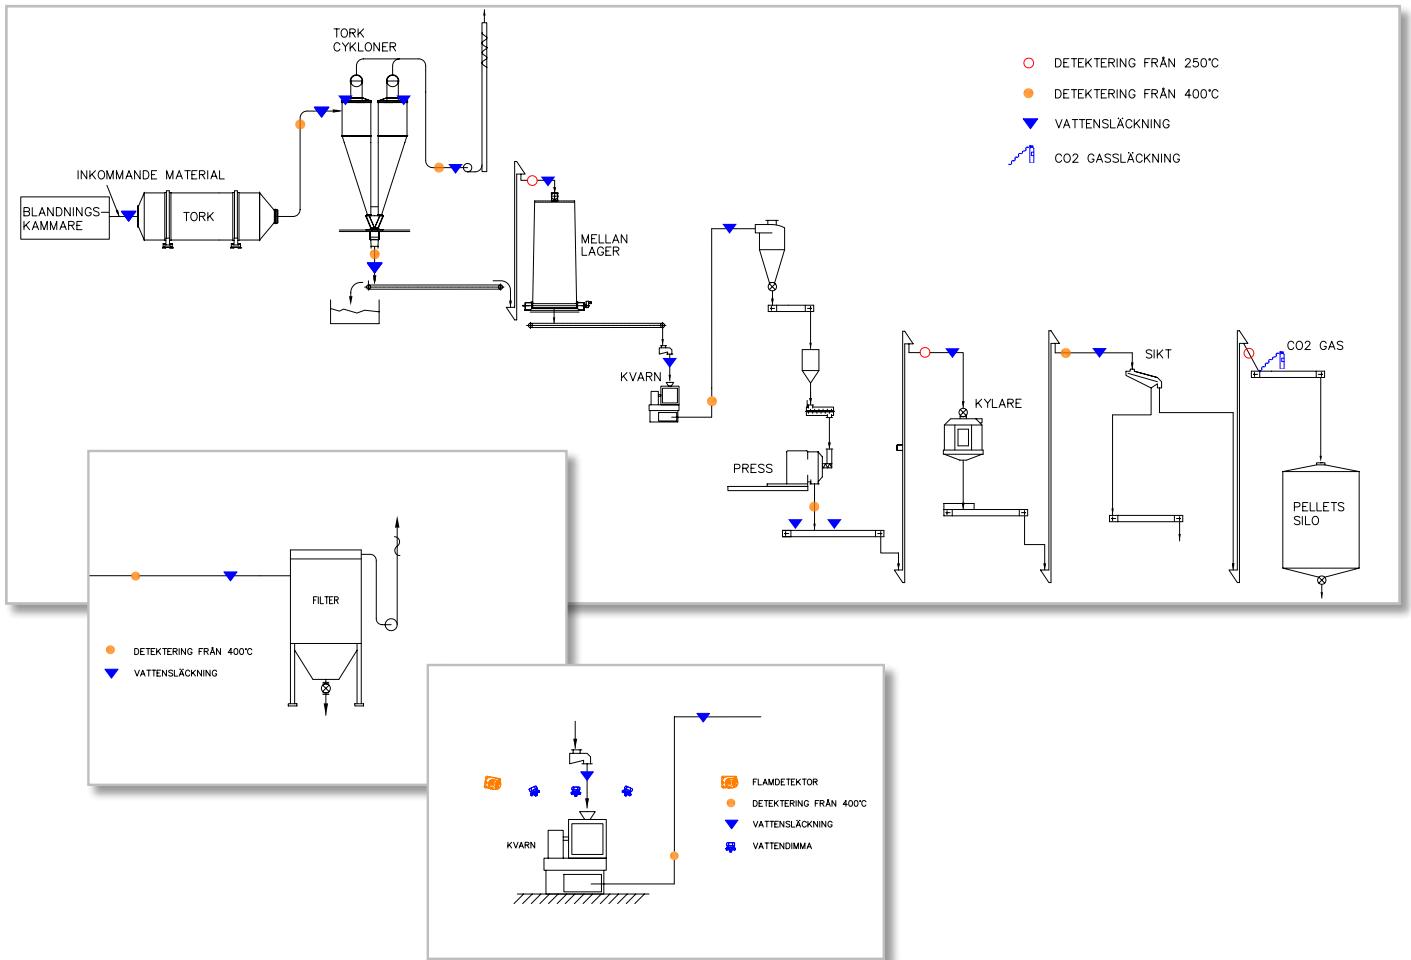 TORK
CYKLONER
DETEKTERING FRÅN 250°C
DETEKTERING FRÅN 400°C
VATTENSLÄCKNING
CO2 GASSLÄCKNING
INKOMMANDE MATERIAL
BLANDNINGS
KAMMARE
TORK
MELLAN
LAGER
KVARN
PRESS
KYLARE
SIKT
CO2 GAS
PELLETS
SILO
FILTER
DETEKTERING FRÅN 400°C
VATTENSLÄCKNING
KVARN
FLAMDETEKTOR
DETEKTERING FRÅN 400°C
VATTENSLÄCKNING
VATTENDIMMA